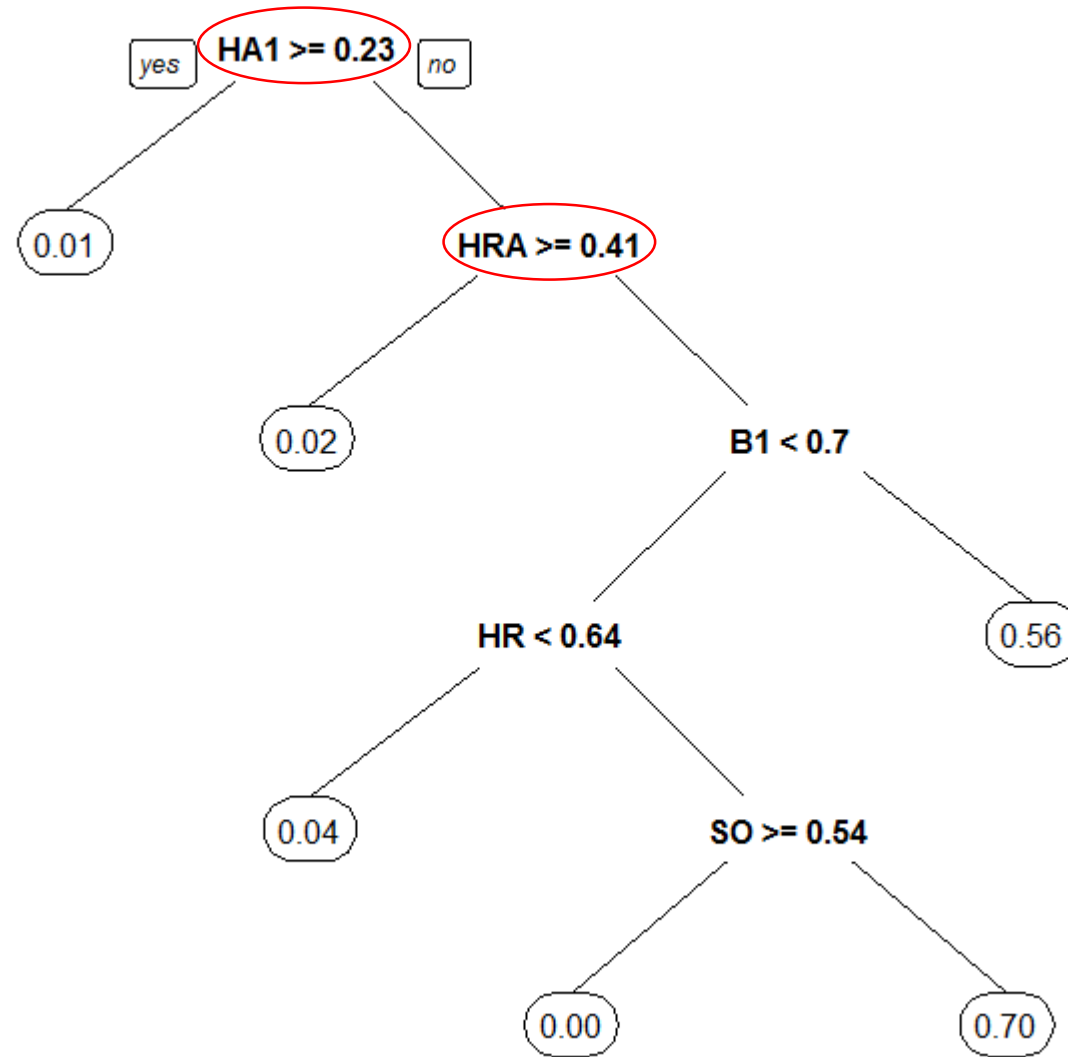 yes HA1 >= 0.23 no
0.01
HRA >= 0.41
0.02
B1 < 0.7
HR < 0.64
0.56
0.04
SO >= 0.54
0.00
0.70